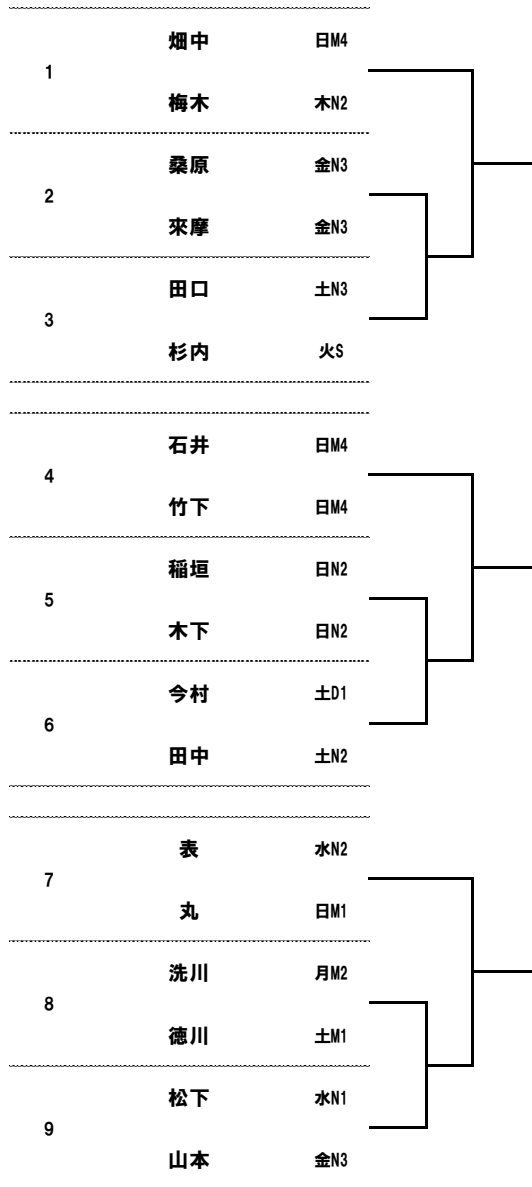 畑中 日M4
1
梅木 木N2
桑原 金N3
2
來摩 金N3
田口 土N3
3
杉内 火S
石井 日M4
4
竹下 日M4
稲垣 日N2
5
木下 日N2
今村 土D1
6
田中 土N2
表 水N2
7
丸 日M1
洗川 月M2
8
徳川 土M1
松下 水N1
9
山本 金N3